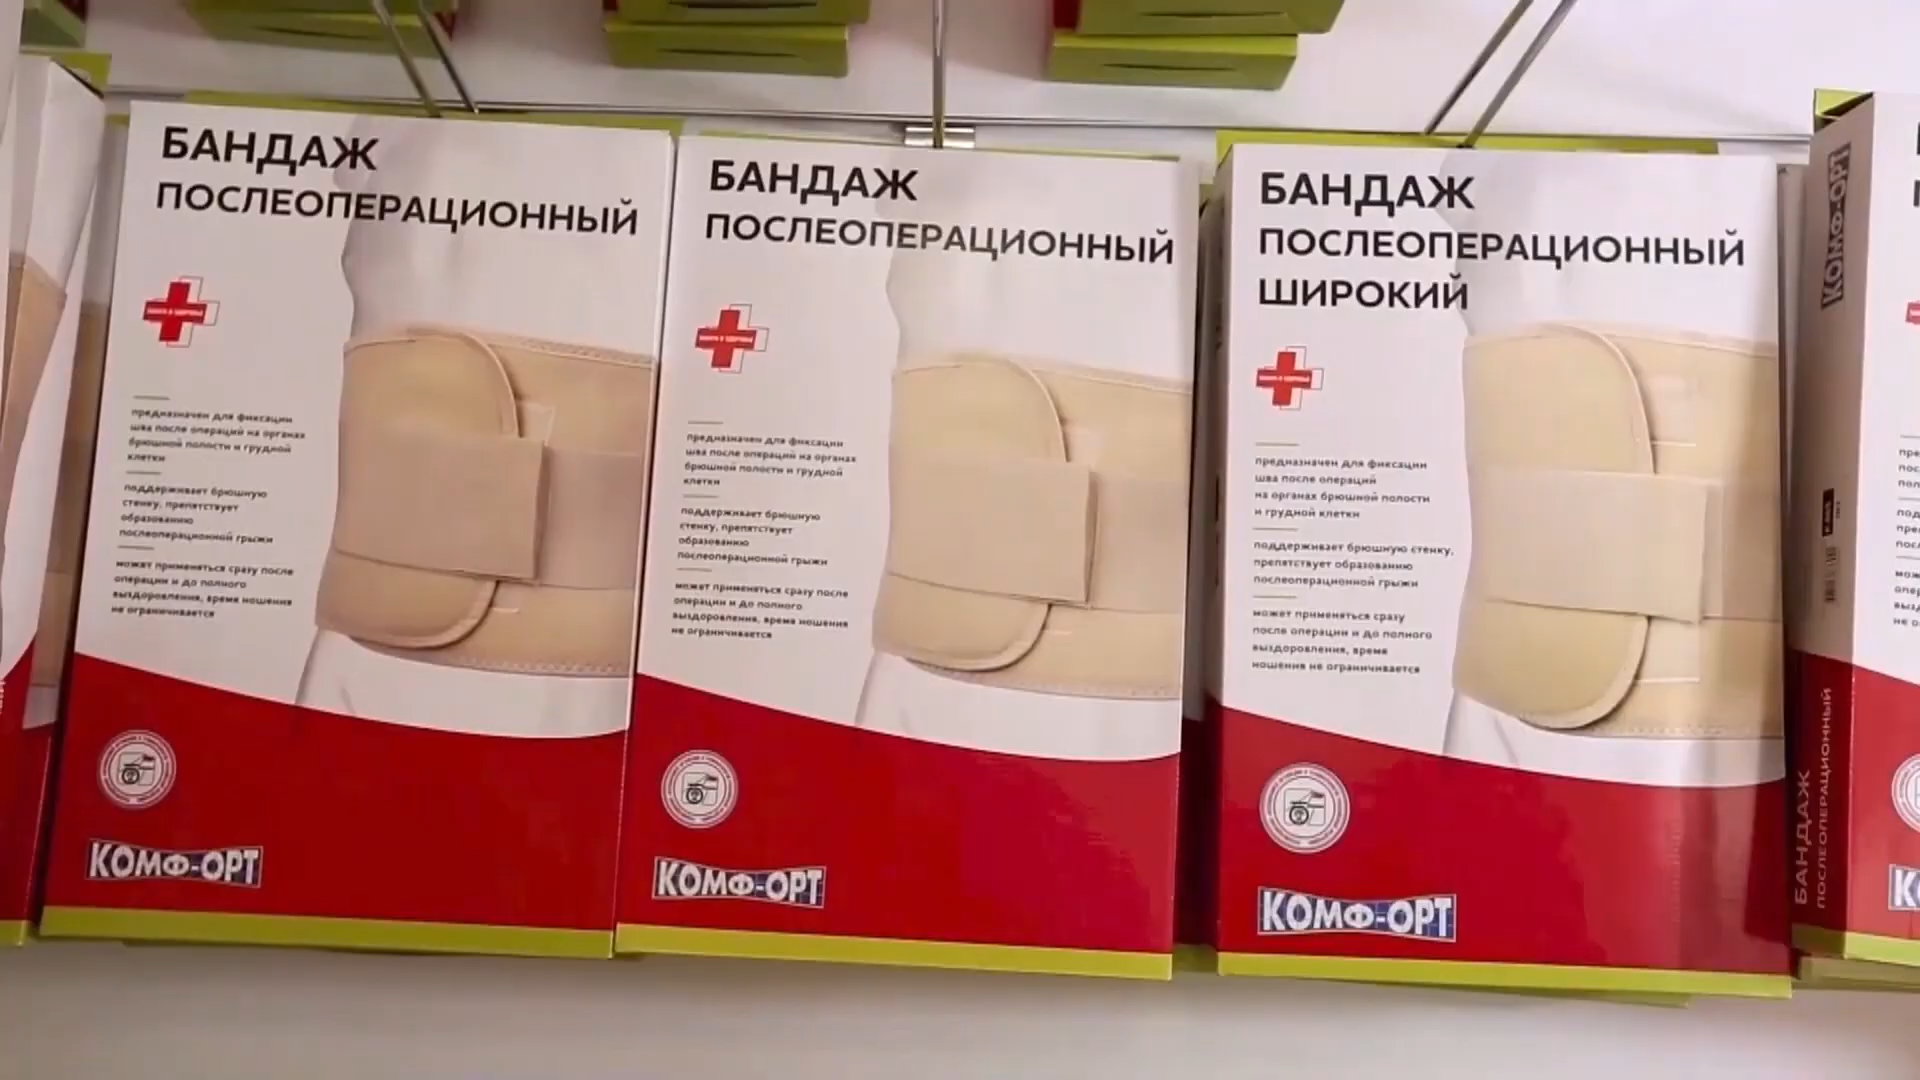 БАНДАЖ
ПОСЛЕОПЕРАЦИОННЫЙ
предназначен для фиксации
шва после операций на органах
брюшной полости и грудной
клетки
поддерживает брюшную
стенку, препятствует
образованию
послеоперационной грыжи
может применяться сразу после
операции и до полного
выздоровления, время ношения
не ограничивается
КОМФ-ОРТ
БАНДАЖ
ПОСЛЕОПЕРАЦИОННЫЙ
предназначен для фиксации
шва после операций на органах
брюшной полости и грудной
клетки
поддерживает брюшную
стенку, препятствует
образованию
послеоперационной грыжи
может применяться сразу после
операции и до полного
выздоровления, время ношения
не ограничивается
КОМФ-ОРТ
БАНДАЖ
ПОСЛЕОПЕРАЦИОННЫЙ
ШИРОКИЙ
предназначен для фиксации
шва после операций
на органах брюшной полости
и грудной клетки
поддерживает брюшную стенку,
препятствует образованию
послеоперационной грыжи
может применяться сразу
после операции и до полного
выздоровления, время
ношения не ограничивается
КОМФ-ОРТ
КОМФ-ОРТ
БАНДАЖ
ПОСЛЕОПЕРАЦИОННЫЙ